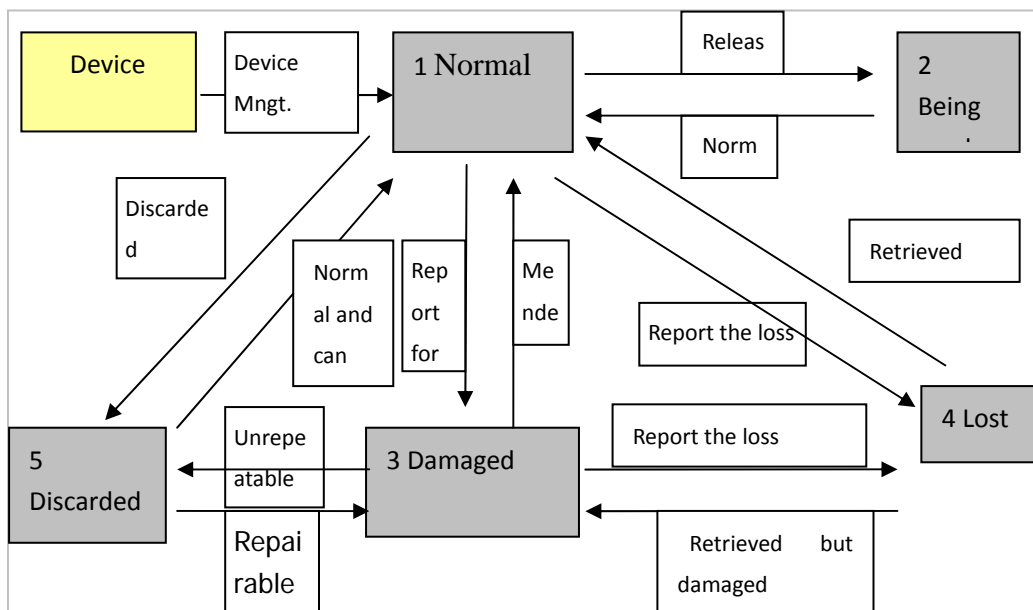 Device
Device
Mngt.
1 Normal
Releas
2
Being
Norm
Discarde
d
Norm
al and
can
Rep
ort
for
Me
nde
Retrieved
Report the loss
4 Lost
5
Discarded
Unrepe
atable
Repai
rable
3 Damaged
Report the loss
Retrieved but
damaged